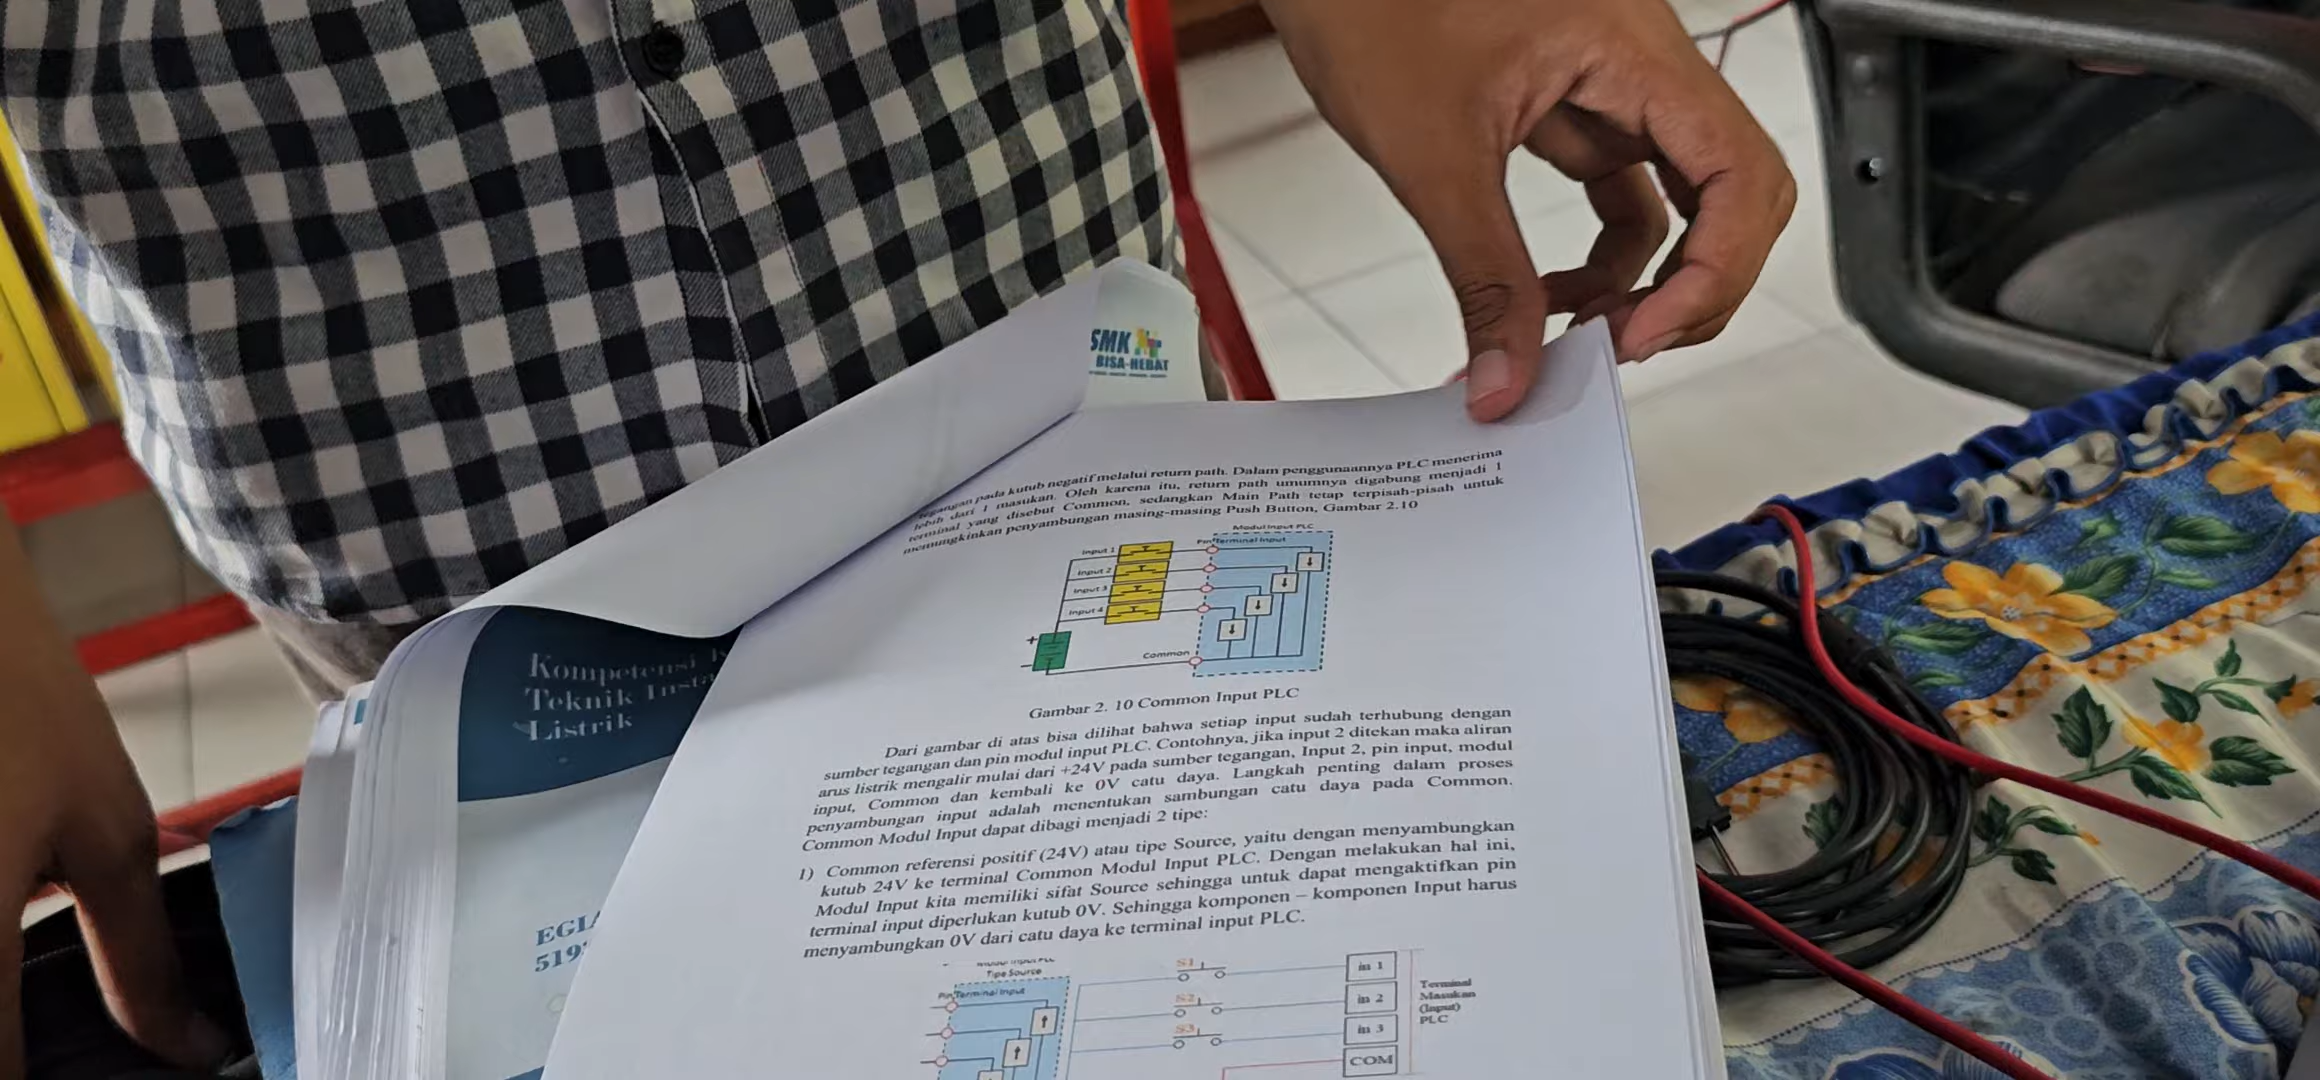 SMK
BISA-HEBAT
tegangan pada kutub negatif melalui return path. Dalam penggunaannya PLC menerima
lebih dari 1 masukan. Oleh karena itu, return path umumnya digabung menjadi 1
terminal yang disebut Common, sedangkan Main Path tetap terpisah-pisah untuk
memungkinkan penyambungan masing-masing Push Button, Gambar 2.10
Modul Input PLC
Pin Terminal Input
Input 1
Input 2
Input 3
Input 4
+
Common
Gambar 2. 10 Common Input PLC
Dari gambar di atas bisa dilihat bahwa setiap input sudah terhubung dengan
sumber tegangan dan pin modul input PLC. Contohnya, jika input 2 ditekan maka aliran
arus listrik mengalir mulai dari +24V pada sumber tegangan, Input 2, pin input, modul
input, Common dan kembali ke 0V catu daya. Langkah penting dalam proses
penyambungan input adalah menentukan sambungan catu daya pada Common.
Common Modul Input dapat dibagi menjadi 2 tipe:
1) Common referensi positif (24V) atau tipe Source, yaitu dengan menyambungkan
kutub 24V ke terminal Common Modul Input PLC. Dengan melakukan hal ini,
Modul Input kita memiliki sifat Source sehingga untuk dapat mengaktifkan pin
terminal input diperlukan kutub 0V. Sehingga komponen – komponen Input harus
menyambungkan 0V dari catu daya ke terminal input PLC.
Modul Input PLC
Tipe Source
Pin Terminal Input
S1
S2
S3
in 1
in 2
in 3
COM
Terminal
Masukan
(Input)
PLC
Kompetensi
Teknik Insta
Listrik
EGIA
519